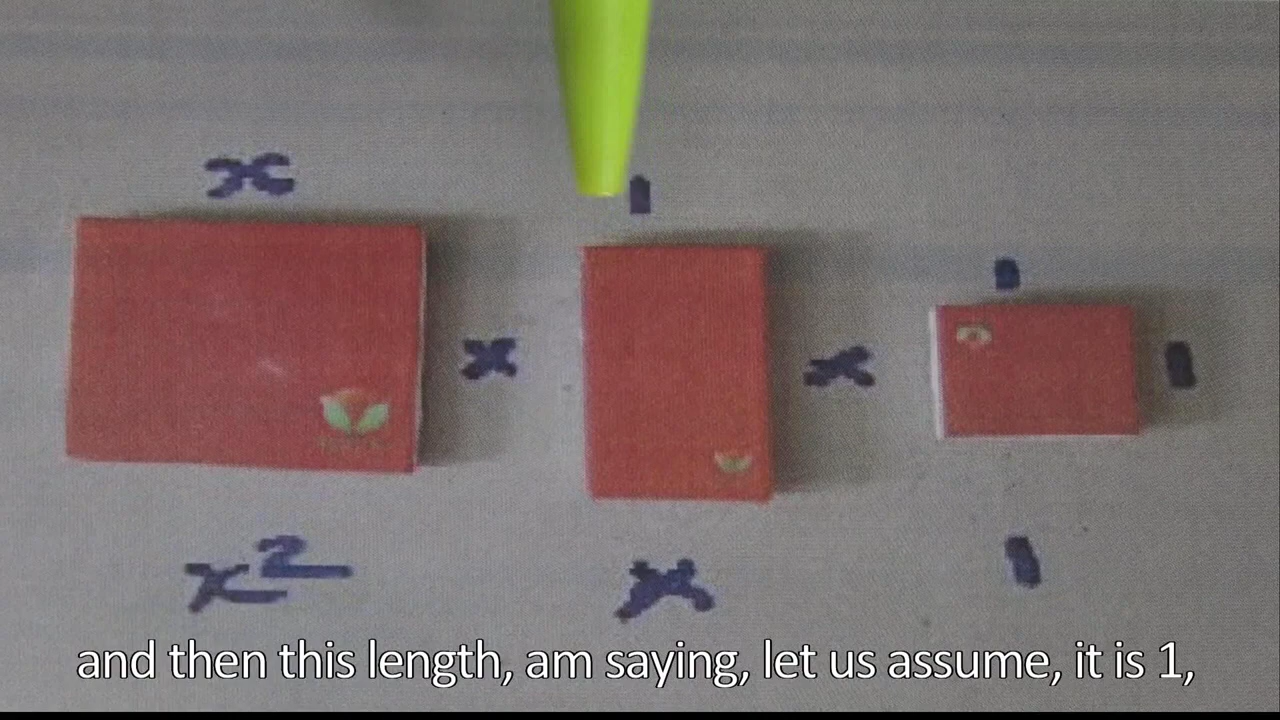 x 1
1
x x 1
x² x 1
and then this length, am saying, let us assume, it is 1,